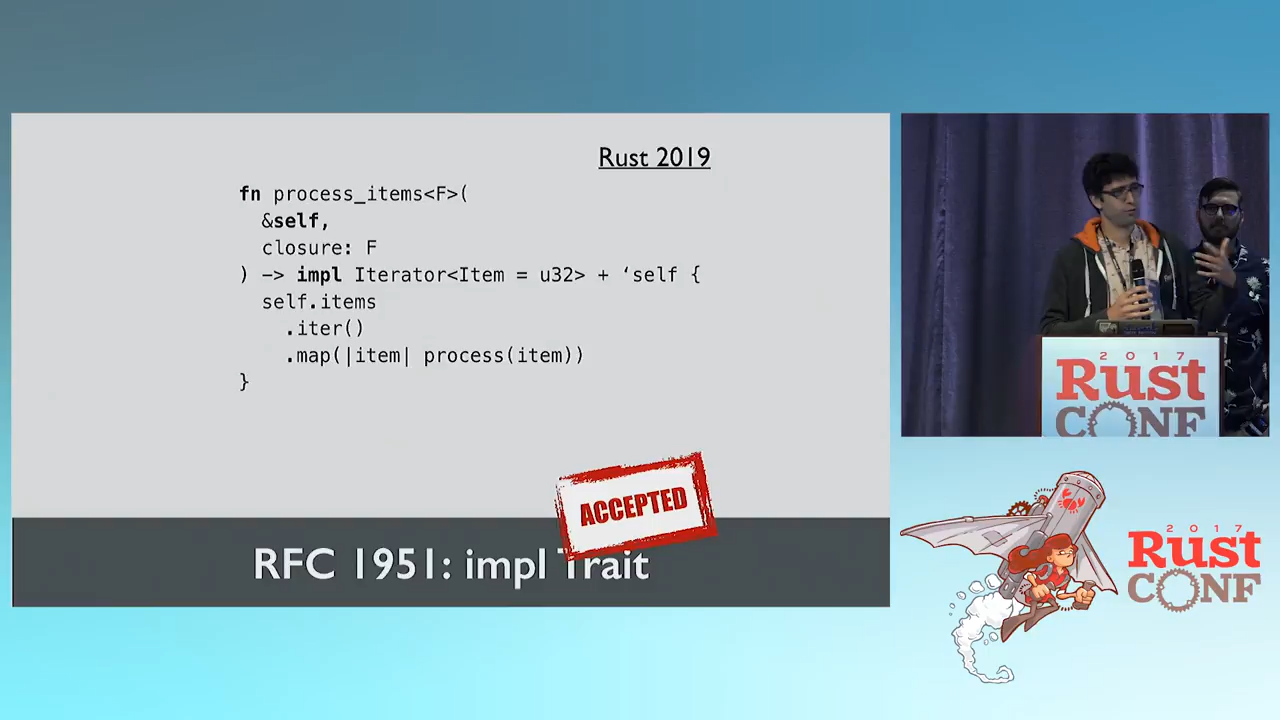 Rust 2019
fn process_items<F>(
&self,
closure: F
) -> impl Iterator<Item = u32> + ‘self {
self.items
.iter()
.map(|item| process(item))
}
ACCEPTED
RFC 1951: impl Trait
2017
Rust
CONF
2017
Rust
CONF